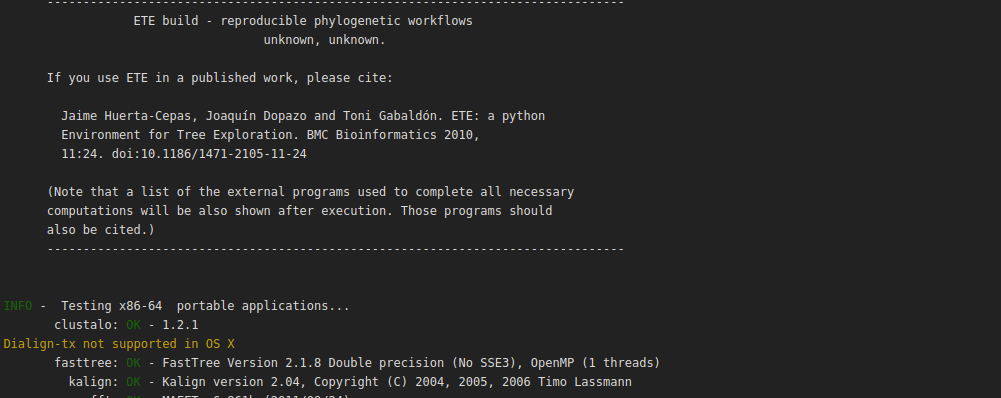 --------------------------------------------------------------------------------
ETE build - reproducible phylogenetic workflows
unknown, unknown.
If you use ETE in a published work, please cite:
Jaime Huerta-Cepas, Joaquín Dopazo and Toni Gabaldón. ETE: a python
Environment for Tree Exploration. BMC Bioinformatics 2010,
11:24. doi:10.1186/1471-2105-11-24
(Note that a list of the external programs used to complete all necessary
computations will be also shown after execution. Those programs should
also be cited.)
--------------------------------------------------------------------------------
INFO -  Testing x86-64  portable applications...
clustalo: OK - 1.2.1
Dialign-tx not supported in OS X
fasttree: OK - FastTree Version 2.1.8 Double precision (No SSE3), OpenMP (1 threads)
kalign: OK - Kalign version 2.04, Copyright (C) 2004, 2005, 2006 Timo Lassmann